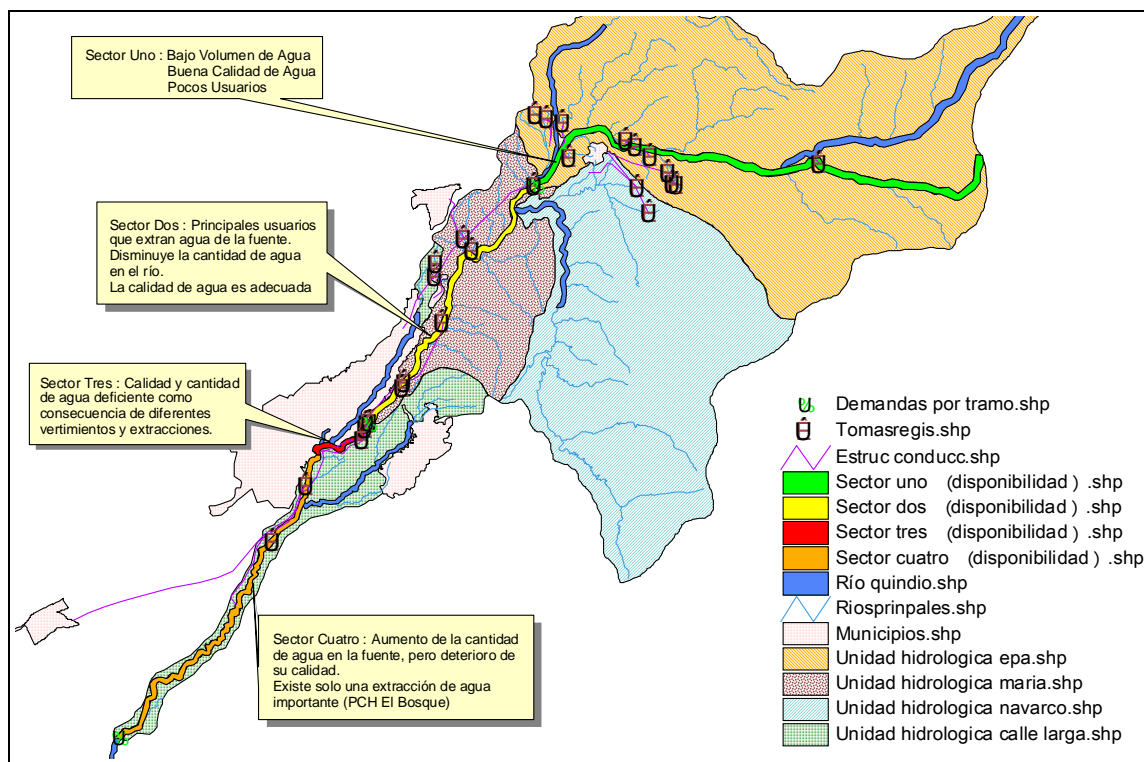 Sector Uno : Bajo Volumen de Agua
Buena Calidad de Agua
Pocos Usuarios
Sector Dos : Principales usuarios
que extran agua de la fuente.
Disminuye la cantidad de agua
en el río.
La calidad de agua es adecuada
Sector Tres : Calidad y cantidad
de agua deficiente como
consecuencia de diferentes
vertimientos y extracciones.
Sector Cuatro : Aumento de la cantidad
de agua en la fuente, pero deterioro de
su calidad.
Existe solo una extracción de agua
importante (PCH El Bosque)
Demandas por tramo.shp
Tomasregis.shp
Estruc conducc.shp
Sector uno (disponibilidad) .shp
Sector dos (disponibilidad) .shp
Sector tres (disponibilidad) .shp
Sector cuatro (disponibilidad) .shp
Río quindio.shp
Riosprinpales.shp
Municipios.shp
Unidad hidrologica epa.shp
Unidad hidrologica maria.shp
Unidad hidrologica navarco.shp
Unidad hidrologica calle larga.shp